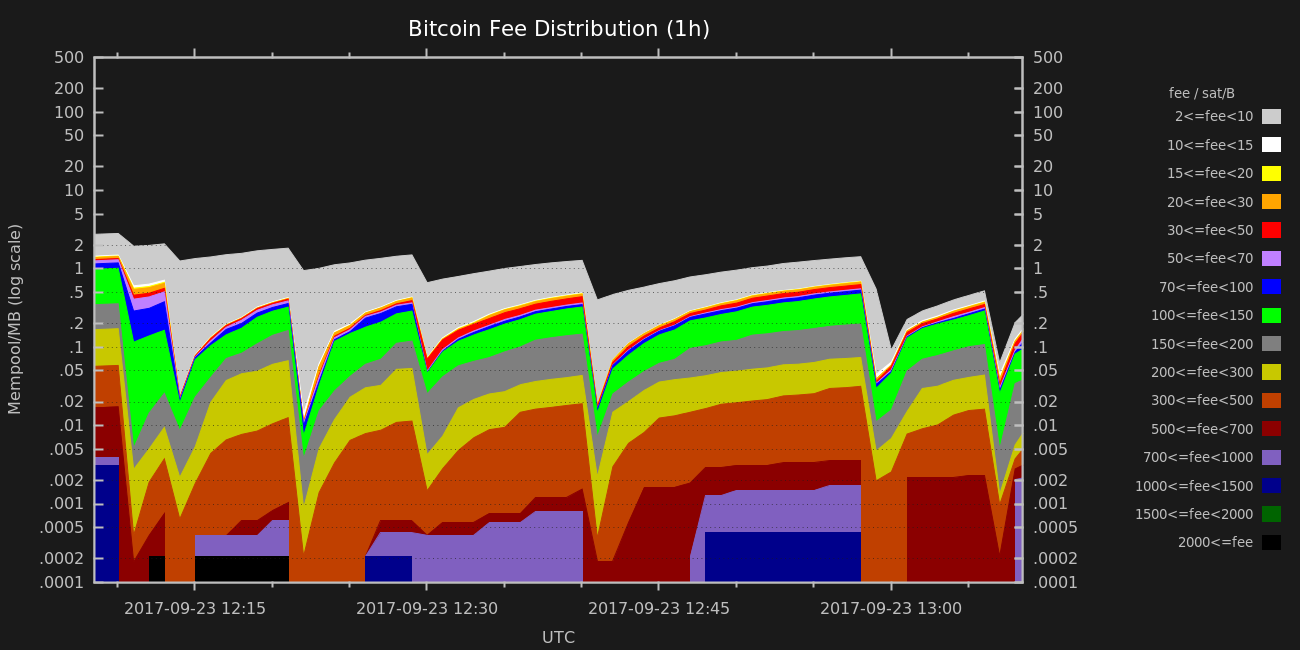 Bitcoin Fee Distribution (1h)
500
200
100
50
20
10
5
2
1
.5
.2
.1
.05
.02
.01
.005
.002
.001
.0005
.0002
.0001
Mempool/MB (log scale)
500
200
100
50
20
10
5
2
1
.5
.2
.1
.05
.02
.01
.005
.002
.001
.0005
.0002
.0001
fee / sat/B
2<=fee<10
10<=fee<15
15<=fee<20
20<=fee<30
30<=fee<50
50<=fee<70
70<=fee<100
100<=fee<150
150<=fee<200
200<=fee<300
300<=fee<500
500<=fee<700
700<=fee<1000
1000<=fee<1500
1500<=fee<2000
2000<=fee
2017-09-23 12:15 2017-09-23 12:30 2017-09-23 12:45 2017-09-23 13:00
UTC